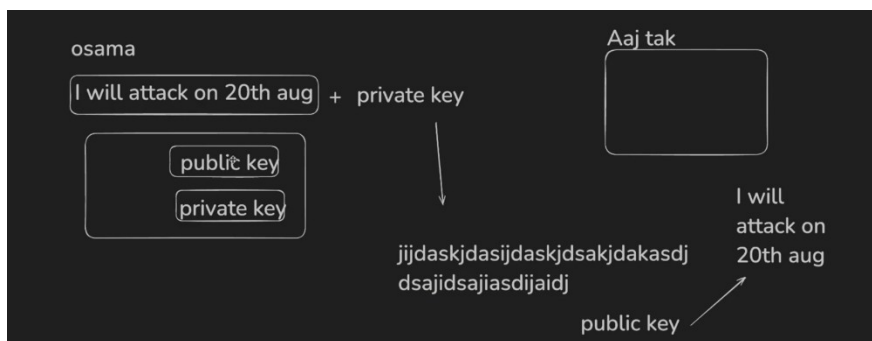 osama
Aaj tak
I will attack on 20th aug + private key
public key
private key
I will
attack on
20th aug
jijdaskjdasijdaskjdsakjdakasdj
dsajidsajiasdijaidj
public key